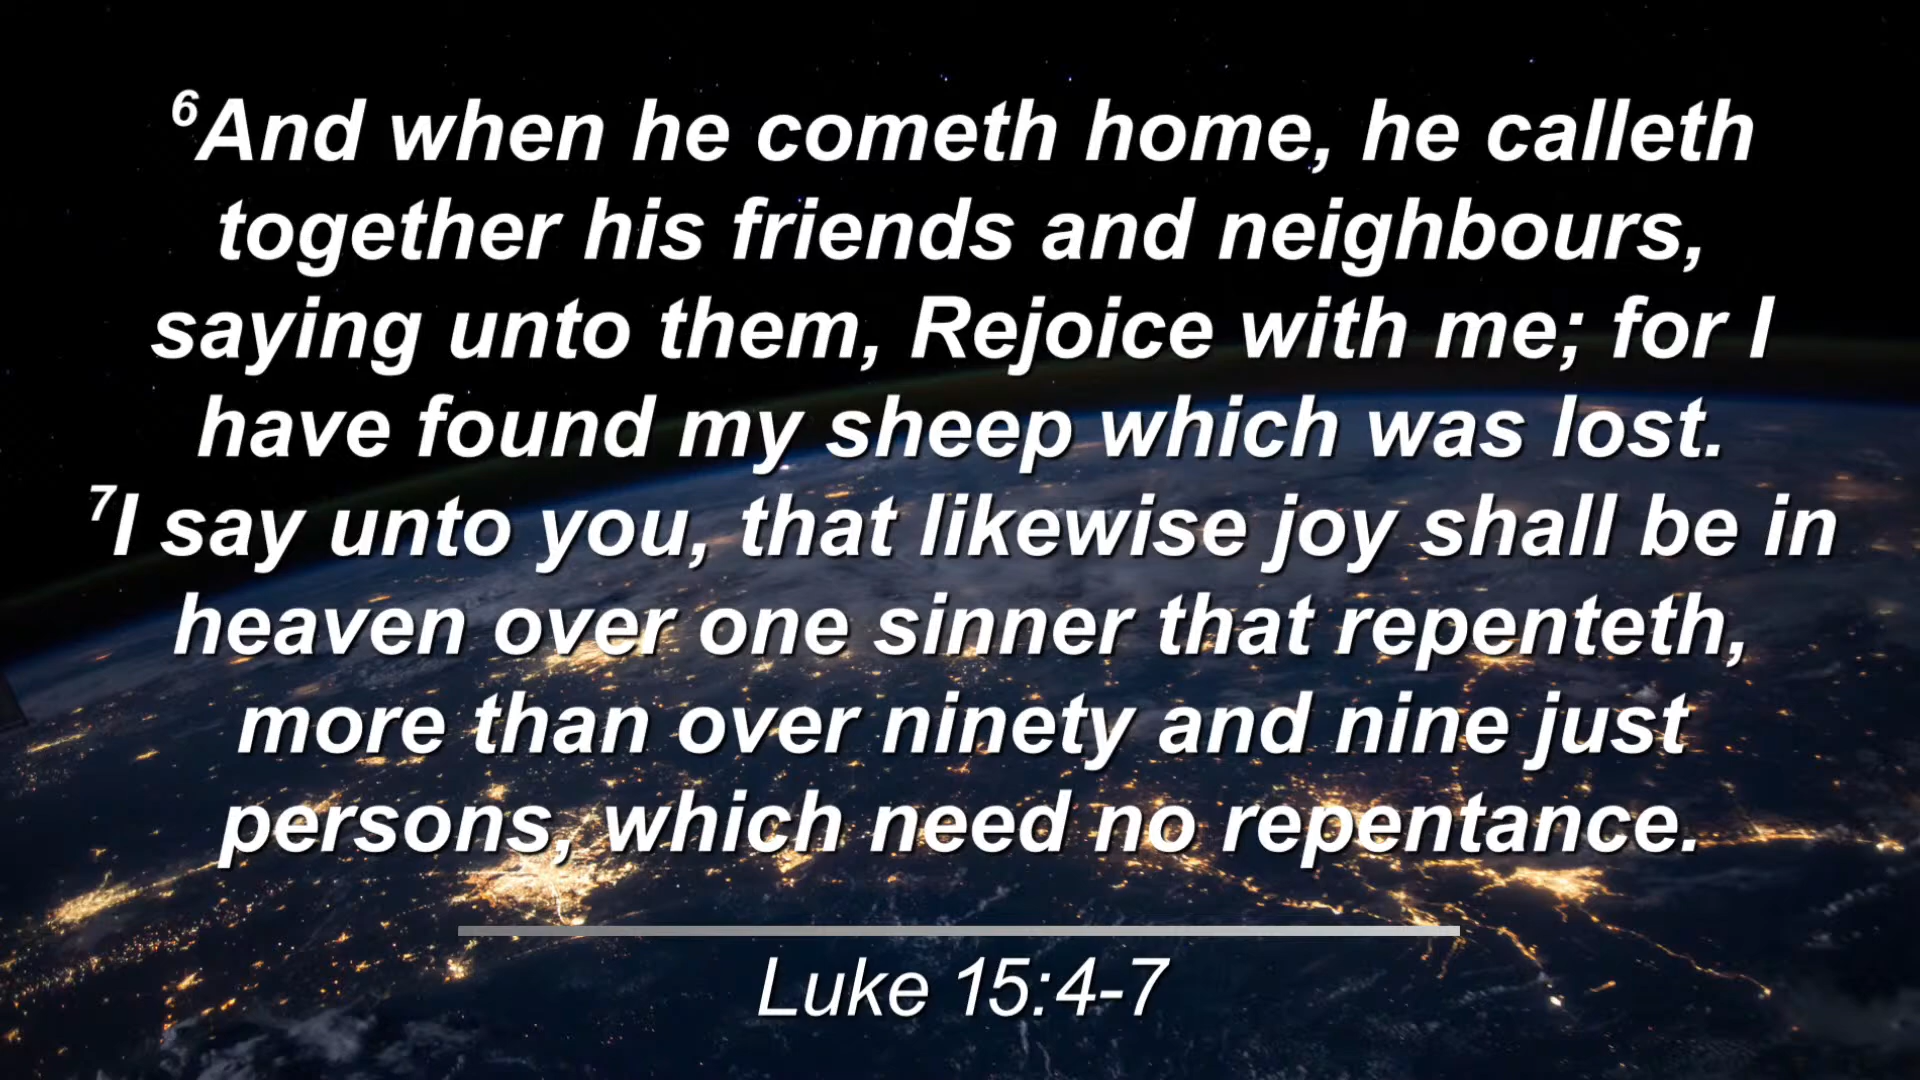 ⁶And when he cometh home, he calleth
together his friends and neighbours,
saying unto them, Rejoice with me; for I
have found my sheep which was lost.
⁷I say unto you, that likewise joy shall be in
heaven over one sinner that repenteth,
more than over ninety and nine just
persons, which need no repentance.
Luke 15:4-7